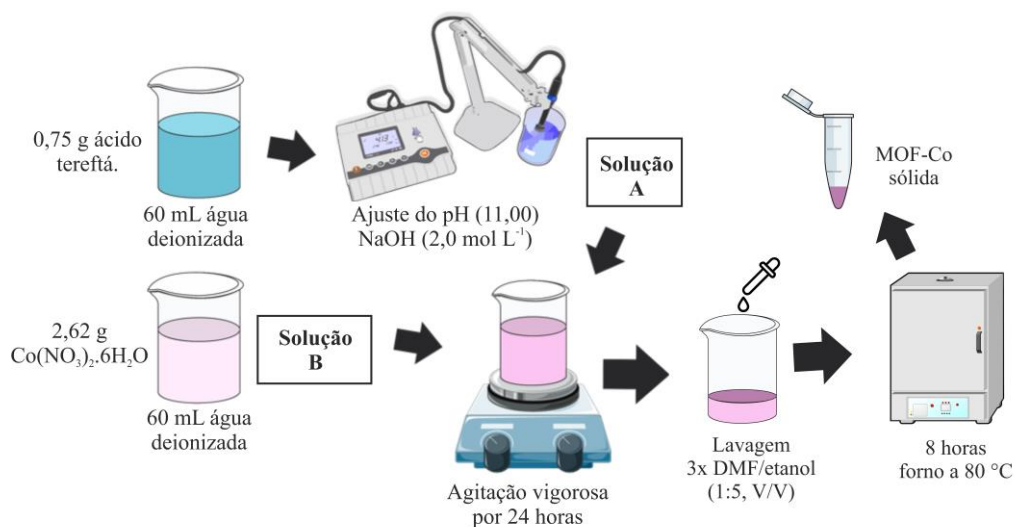 0,75 g ácido
tereftá.
60 mL água
deionizada
Ajuste do pH (11,00)
NaOH (2,0 mol L⁻¹)
Solução
A
2,62 g
Co(NO₃)₂.6H₂O
60 mL água
deionizada
Solução
B
Agitação vigorosa
por 24 horas
Lavagem
3x DMF/etanol
(1:5, V/V)
8 horas
forno a 80 °C
MOF-Co
sólida